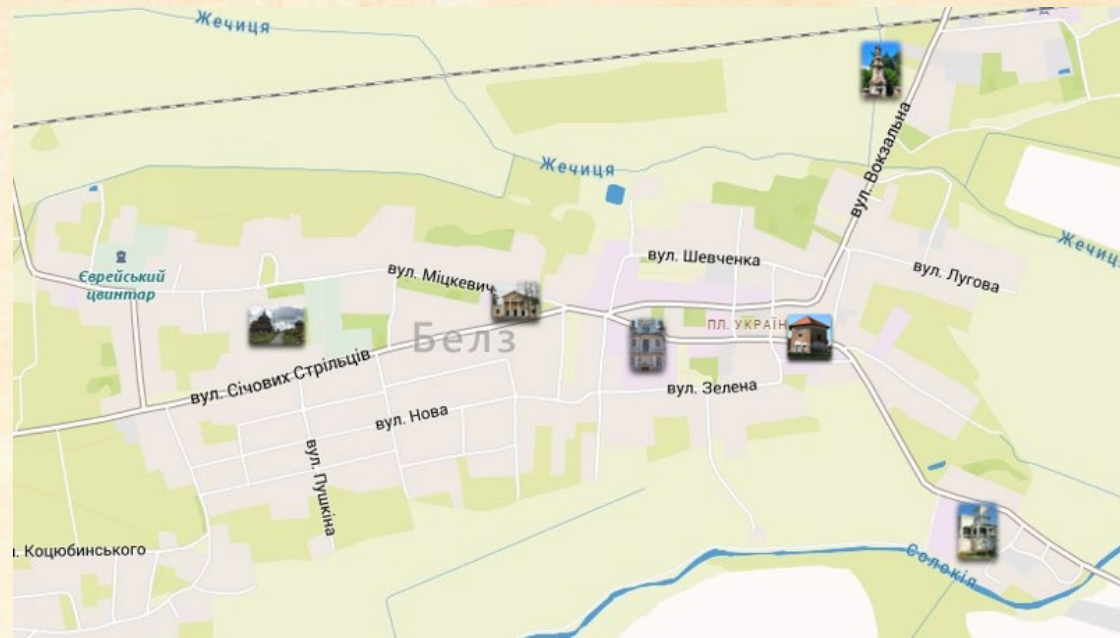 Жечиця
вул. Вокзальна
Жечиця
Жечиця
вул. Шевченка
Єврейський
цвинтар
вул. Міцкевич
вул. Лугова
ПЛ. УКРАЇН
Белз
вул. Січових Стрільців
вул. Зелена
вул. Нова
вул. Пушкіна
л. Коцюбинського
Солокія